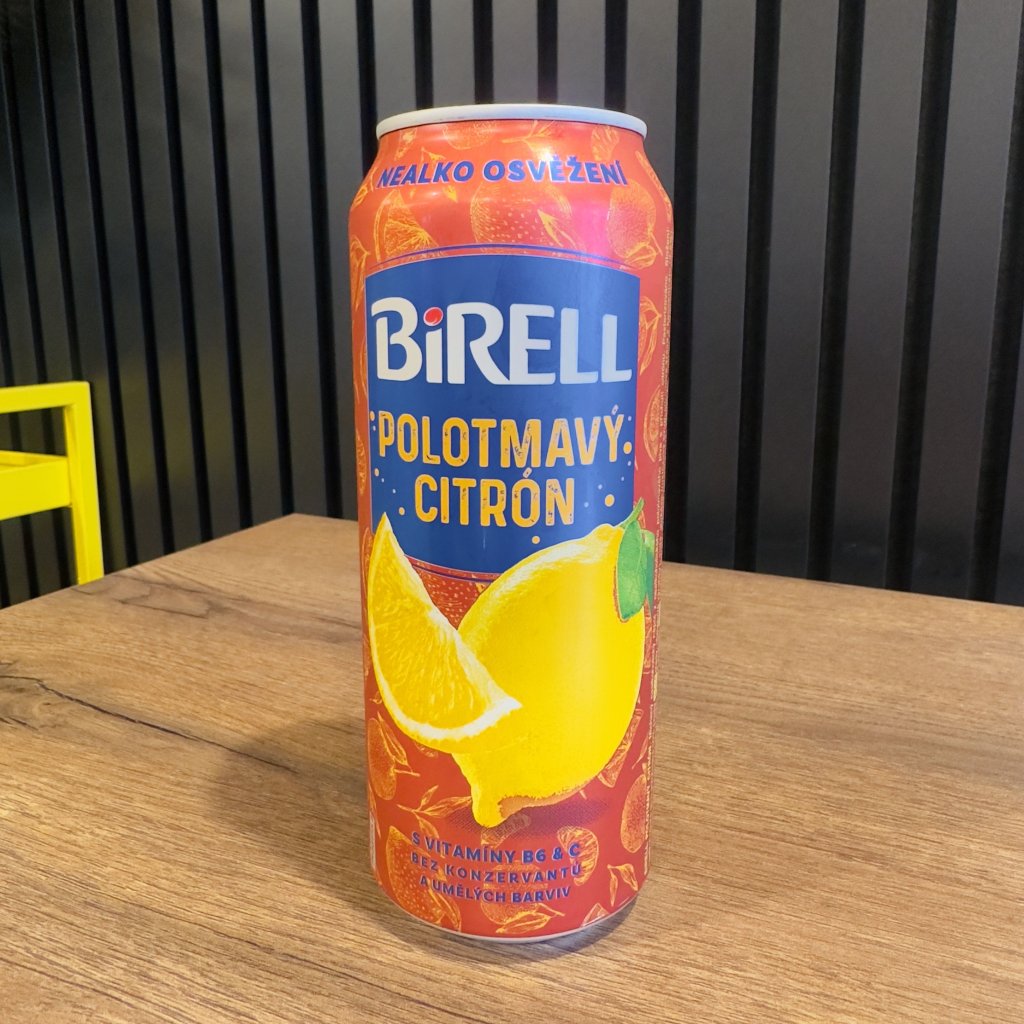 NEALKO OSVĚŽENÍ
BiRELL
POLOTMAVÝ
CITRÓN
S VITAMÍNY B6 & C
BEZ KONZERVANTŮ
A UMĚLÝCH BARVIV